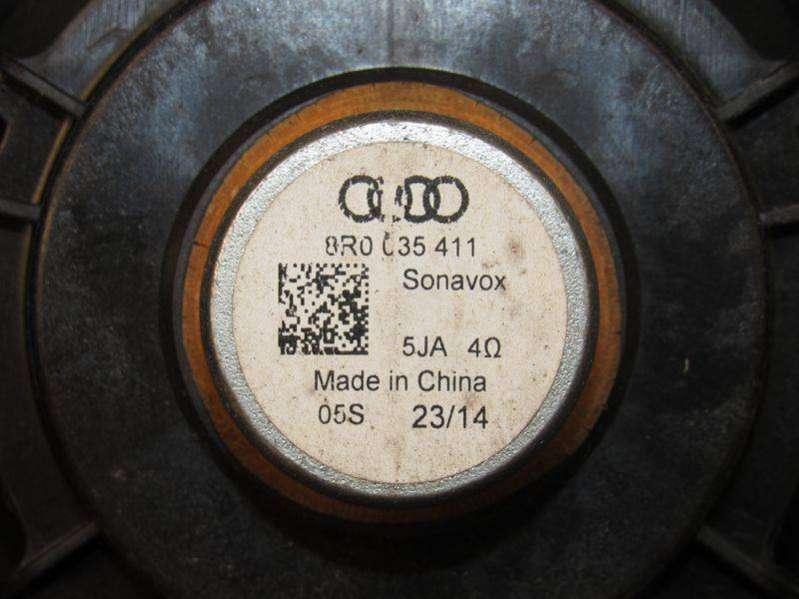 8R0 035 411
Sonavox
5JA 4Ω
Made in China
05S 23/14